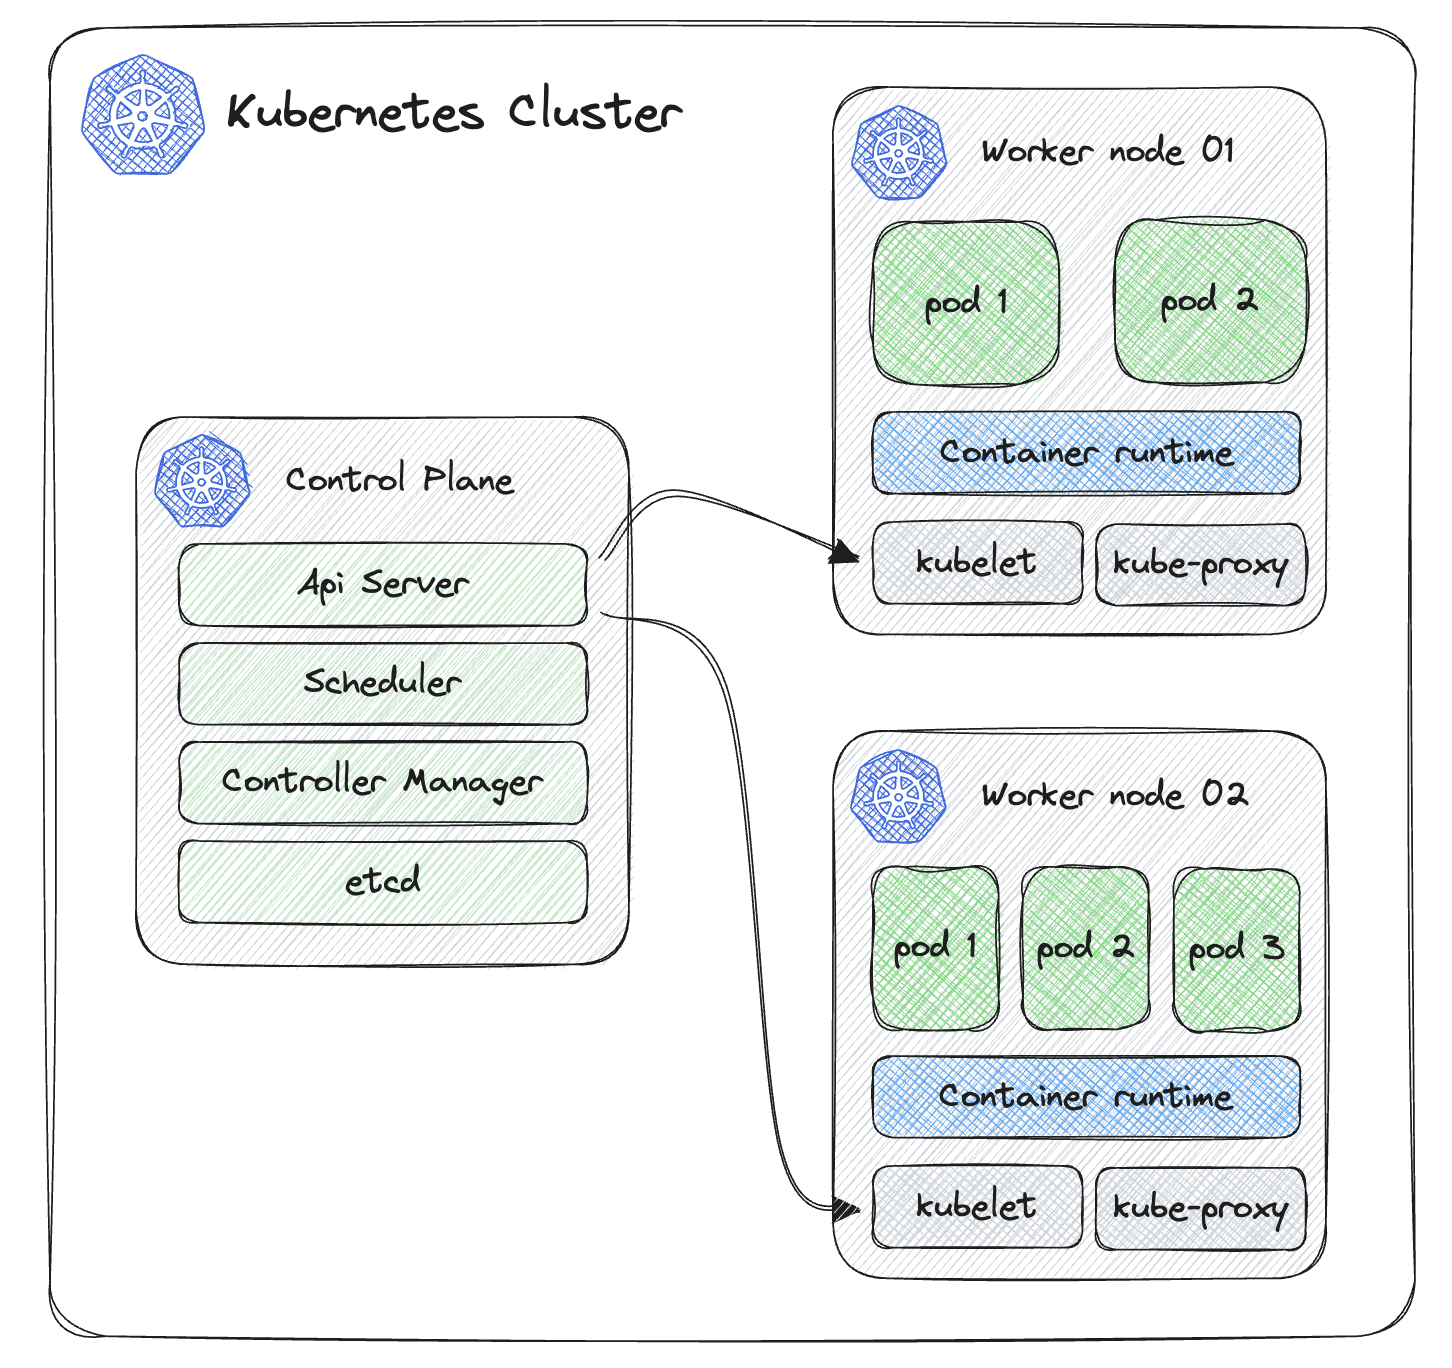 Kubernetes Cluster
Control Plane
Api Server
Scheduler
Controller Manager
etcd
Worker node 01
pod 1
pod 2
Container runtime
kubelet
kube-proxy
Worker node 02
pod 1
pod 2
pod 3
Container runtime
kubelet
kube-proxy